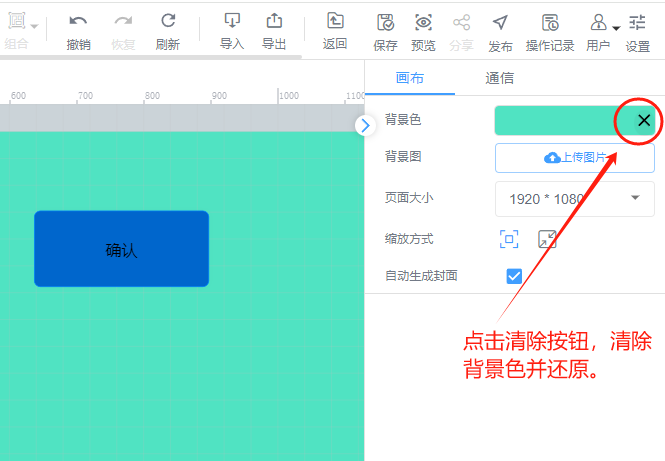 组合 撤销 恢复 刷新 导入 导出 返回 保存 预览 分享 发布 操作记录 用户 设置
画布 通信
600 700 800 900 1000 1100
背景色
背景图 上传图片
页面大小 1920 * 1080
缩放方式
自动生成封面
确认
点击清除按钮，清除
背景色并还原。